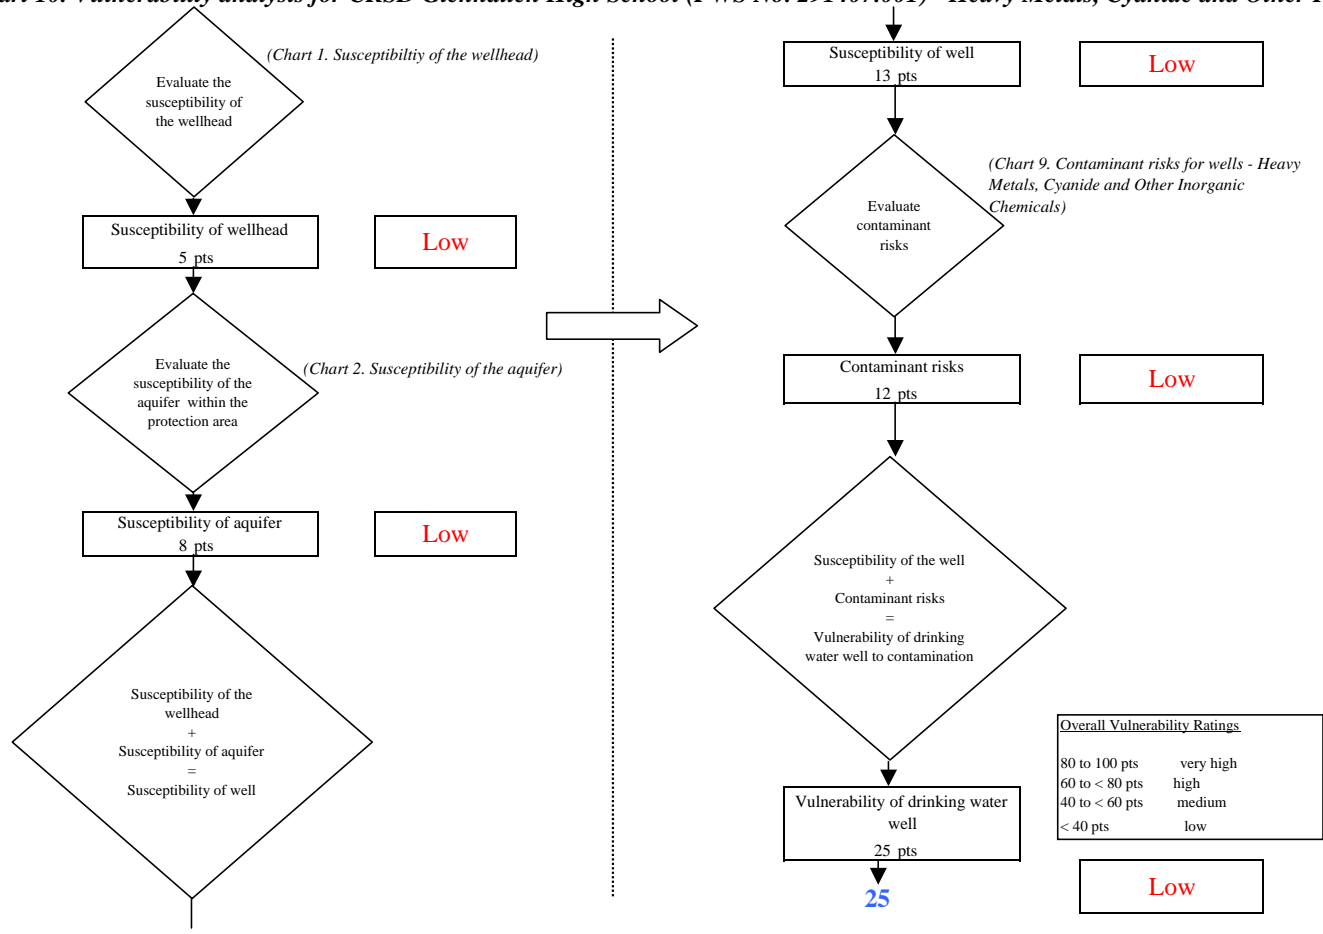 Chart 1. Susceptibiltiy of the wellhead)
Evaluate the
susceptibility of
the wellhead
Susceptibility of wellhead
5 pts
Low
Evaluate the
susceptibility of the
aquifer within the
protection area
(Chart 2. Susceptibility of the aquifer)
Susceptibility of aquifer
8 pts
Low
Susceptibility of the
wellhead
+
Susceptibility of aquifer
=
Susceptibility of well
Susceptibility of well
13 pts
Low
Evaluate
contaminant
risks
(Chart 9. Contaminant risks for wells - Heavy
Metals, Cyanide and Other Inorganic
Chemicals)
Contaminant risks
12 pts
Low
Susceptibility of the well
+
Contaminant risks
=
Vulnerability of drinking
water well to contamination
Overall Vulnerability Ratings
80 to 100 pts very high
60 to < 80 pts high
40 to < 60 pts medium
< 40 pts low
Vulnerability of drinking water
well
25 pts
25
Low